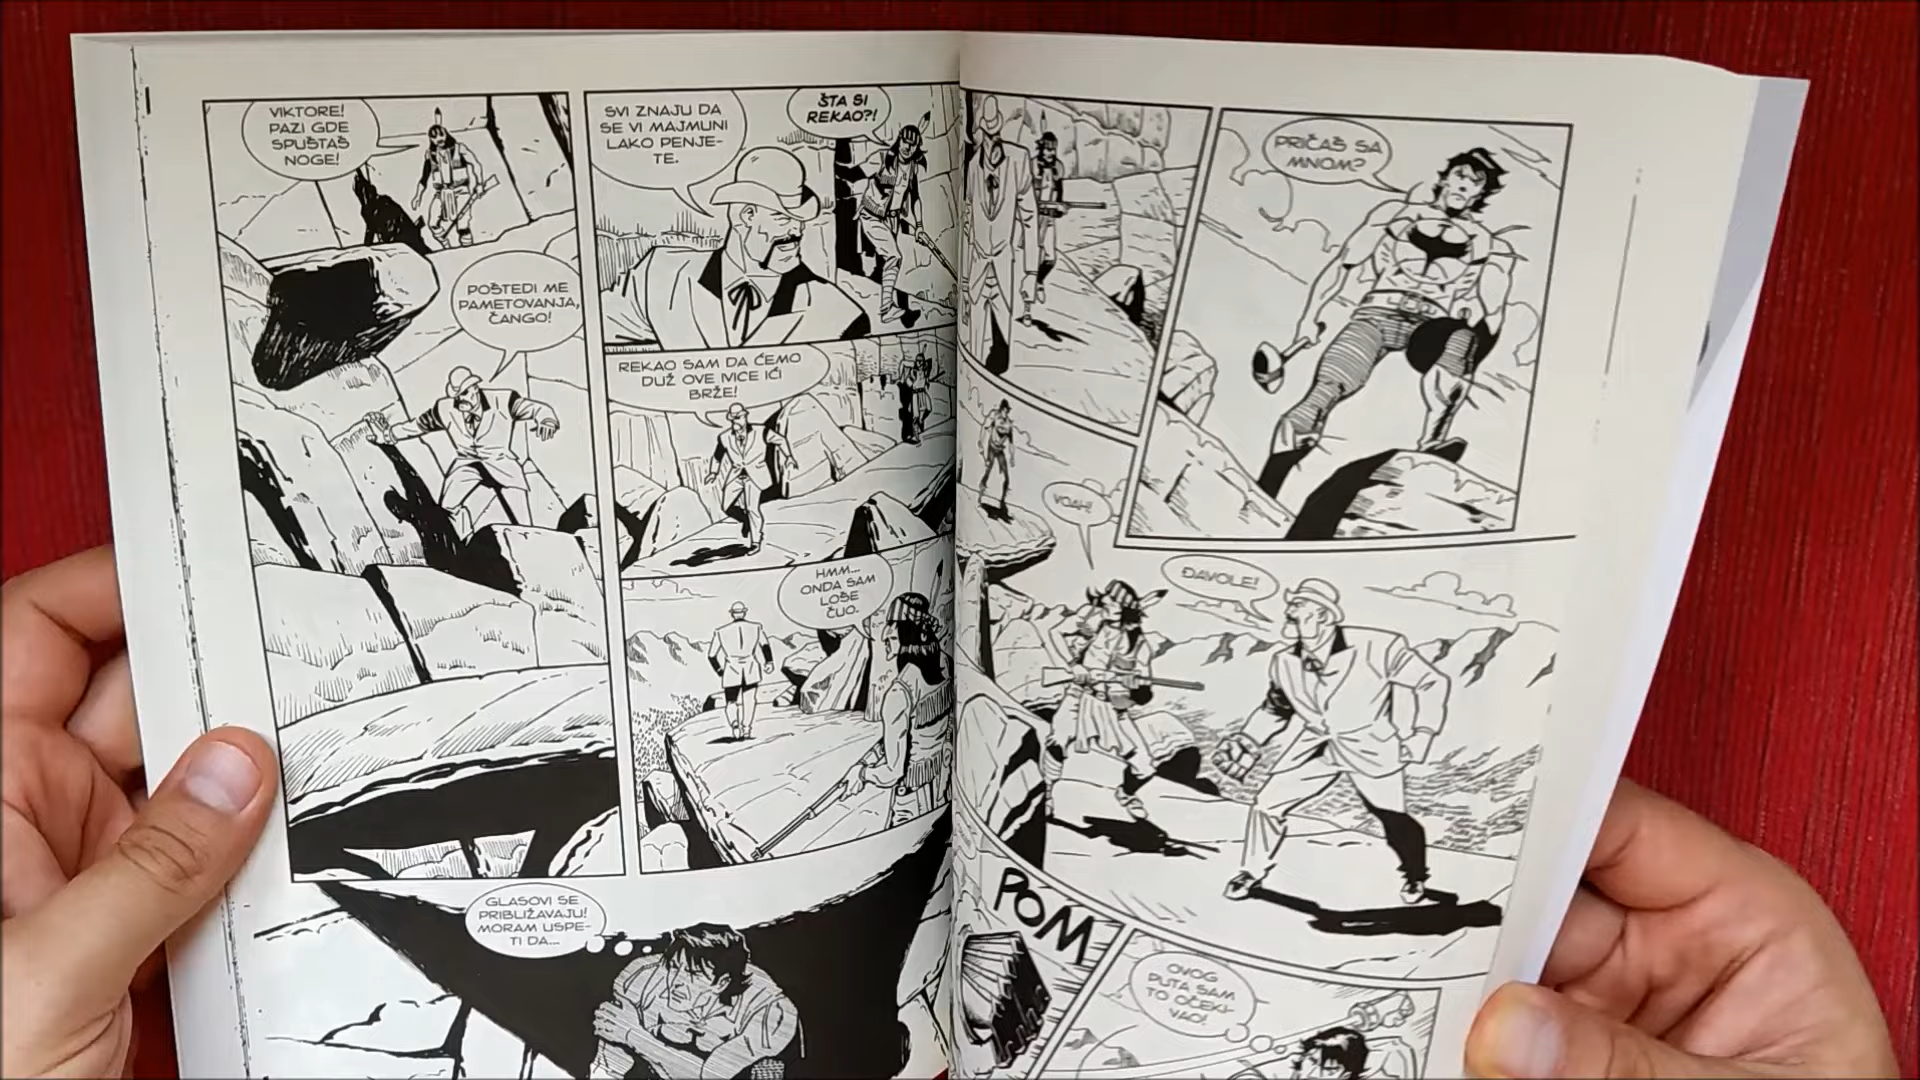 VIKTORE!
PAZI GDE
SPUŠTAŠ
NOGE!
POŠTEDI ME
PAMETOVANJA,
ČANGO!
SVI ZNAJU DA
SE VI MAJMUNI
LAKO PENJE-
TE.
ŠTA SI
REKAO?!
REKAO SAM DA ĆEMO
DUŽ OVE IVICE IĆI
BRŽE!
HMM...
ONDA SAM
LOŠE
ČUO.
GLASOVI SE
PRIBLIŽAVAJU!
MORAM USPE-
TI DA...
PRIČAŠ SA
MNOM?
VOAH!
ĐAVOLE!
POM
OVOG
PUTA SAM
TO OČEKI-
VAO!